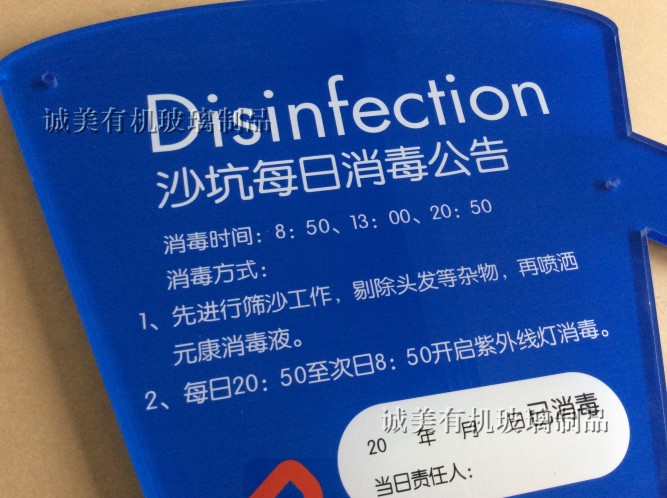 Disinfection
诚美有机玻璃制品
沙坑每日消毒公告
消毒时间：8：50、13：00、20：50
消毒方式：
1、先进行筛沙工作，剔除头发等杂物，再喷洒
元康消毒液。
2、每日20：50至次日8：50开启紫外线灯消毒。
20 年 月 日已消毒
诚美有机玻璃制品
当日责任人：